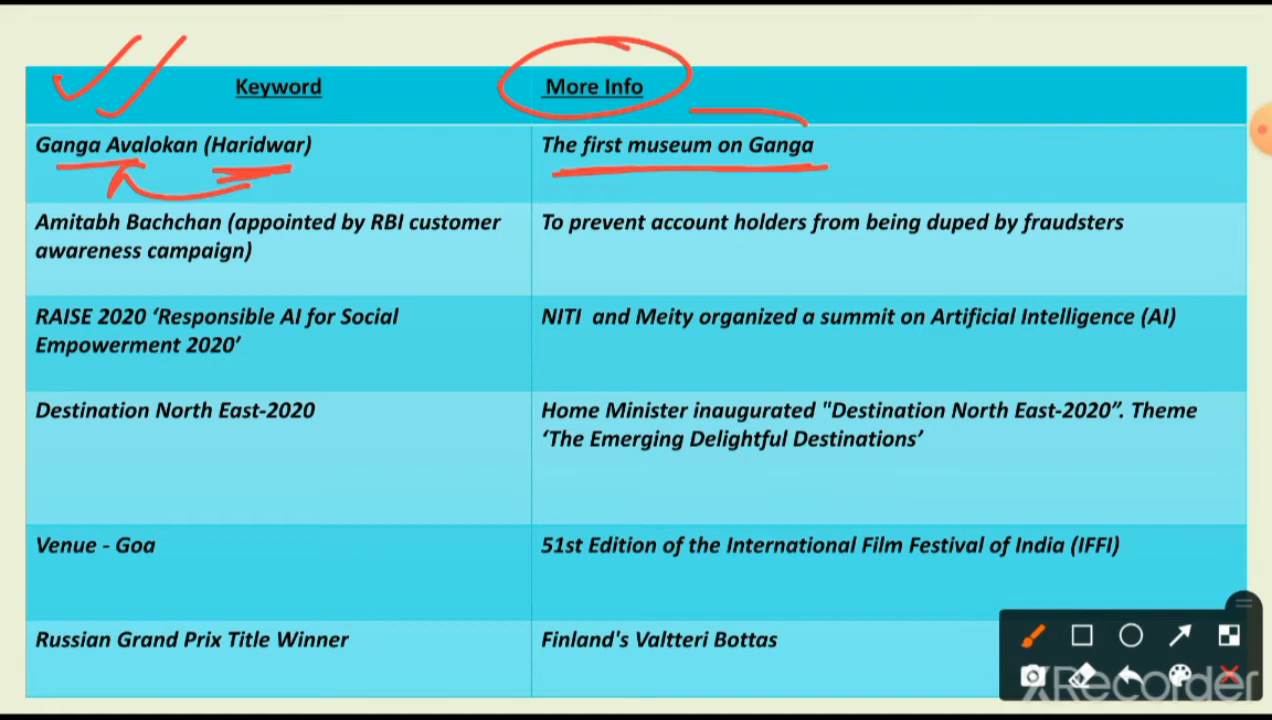 Keyword
More Info
Ganga Avalokan (Haridwar)
The first museum on Ganga
Amitabh Bachchan (appointed by RBI customer
awareness campaign)
To prevent account holders from being duped by fraudsters
RAISE 2020 ‘Responsible AI for Social
Empowerment 2020’
NITI and Meity organized a summit on Artificial Intelligence (AI)
Destination North East-2020
Home Minister inaugurated "Destination North East-2020”. Theme
‘The Emerging Delightful Destinations’
Venue - Goa
51st Edition of the International Film Festival of India (IFFI)
Russian Grand Prix Title Winner
Finland's Valtteri Bottas
XRecorder